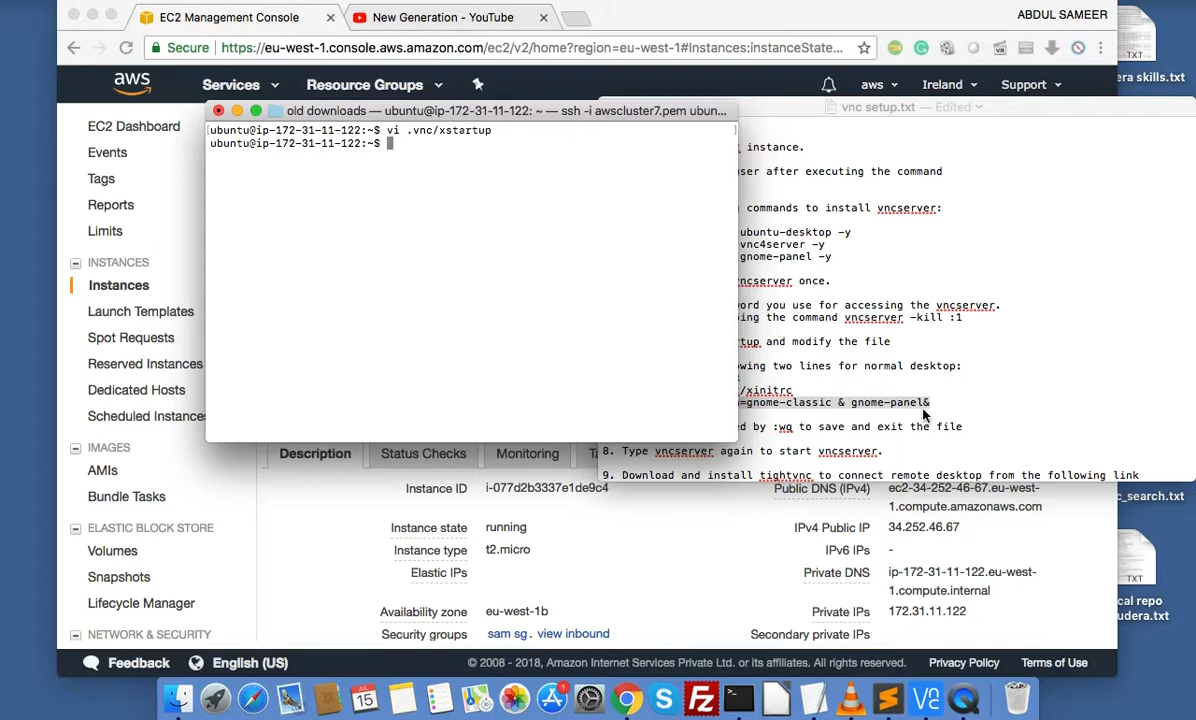 EC2 Management Console
New Generation - YouTube
ABDUL SAMEER
Secure
https://eu-west-1.console.aws.amazon.com/ec2/v2/home?region=eu-west-1#Instances:instanceState...
TXT
era skills.txt
aws
Services
Resource Groups
aws
Ireland
Support
old downloads — ubuntu@ip-172-31-11-122: ~ — ssh -i awscluster7.pem ubun...
vnc setup.txt — Edited
ubuntu@ip-172-31-11-122:~$ vi .vnc/xstartup
ubuntu@ip-172-31-11-122:~$
instance.
user after executing the command
commands to install vncserver:
ubuntu-desktop -y
vnc4server -y
gnome-panel -y
ncserver once.
word you use for accessing the vncserver.
ing the command vncserver -kill :1
tup and modify the file
owing two lines for normal desktop:
/xinitrc
=gnome-classic & gnome-panel&
ed by :wq to save and exit the file
8. Type vncserver again to start vncserver.
9. Download and install tightvnc to connect remote desktop from the following link
EC2 Dashboard
Events
Tags
Reports
Limits
INSTANCES
Instances
Launch Templates
Spot Requests
Reserved Instances
Dedicated Hosts
Scheduled Instances
IMAGES
AMIs
Bundle Tasks
ELASTIC BLOCK STORE
Volumes
Snapshots
Lifecycle Manager
NETWORK & SECURITY
Description
Status Checks
Monitoring
Ta
Instance ID
i-077d2b3337e1de9c4
Public DNS (IPv4)
ec2-34-252-46-67.eu-west-
1.compute.amazonaws.com
Instance state
running
IPv4 Public IP
34.252.46.67
Instance type
t2.micro
IPv6 IPs
-
Elastic IPs
Private DNS
ip-172-31-11-122.eu-west-
1.compute.internal
Availability zone
eu-west-1b
Private IPs
172.31.11.122
Security groups
sam sg. view inbound
Secondary private IPs
c_search.txt
TXT
cal repo
udera.txt
Feedback
English (US)
© 2008 - 2018, Amazon Internet Services Private Ltd. or its affiliates. All rights reserved.
Privacy Policy
Terms of Use
JUL
15
1